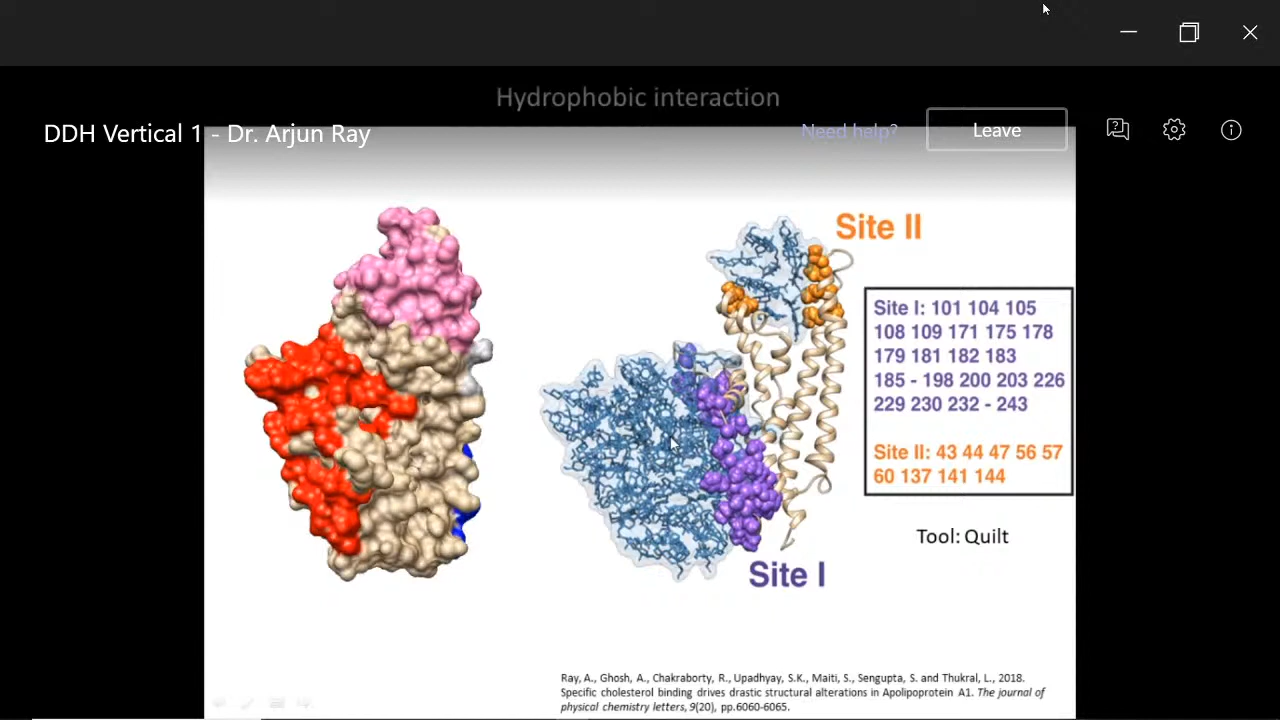 Hydrophobic interaction
DDH Vertical 1 - Dr. Arjun Ray
Need help?
Leave
Site II
Site I: 101 104 105
108 109 171 175 178
179 181 182 183
185 - 198 200 203 226
229 230 232 - 243
Site II: 43 44 47 56 57
60 137 141 144
Tool: Quilt
Site I
Ray, A., Ghosh, A., Chakraborty, R., Upadhyay, S.K., Maiti, S., Sengupta, S. and Thukral, L., 2018.
Specific cholesterol binding drives drastic structural alterations in Apolipoprotein A1. The journal of
physical chemistry letters, 9(20), pp.6060-6065.